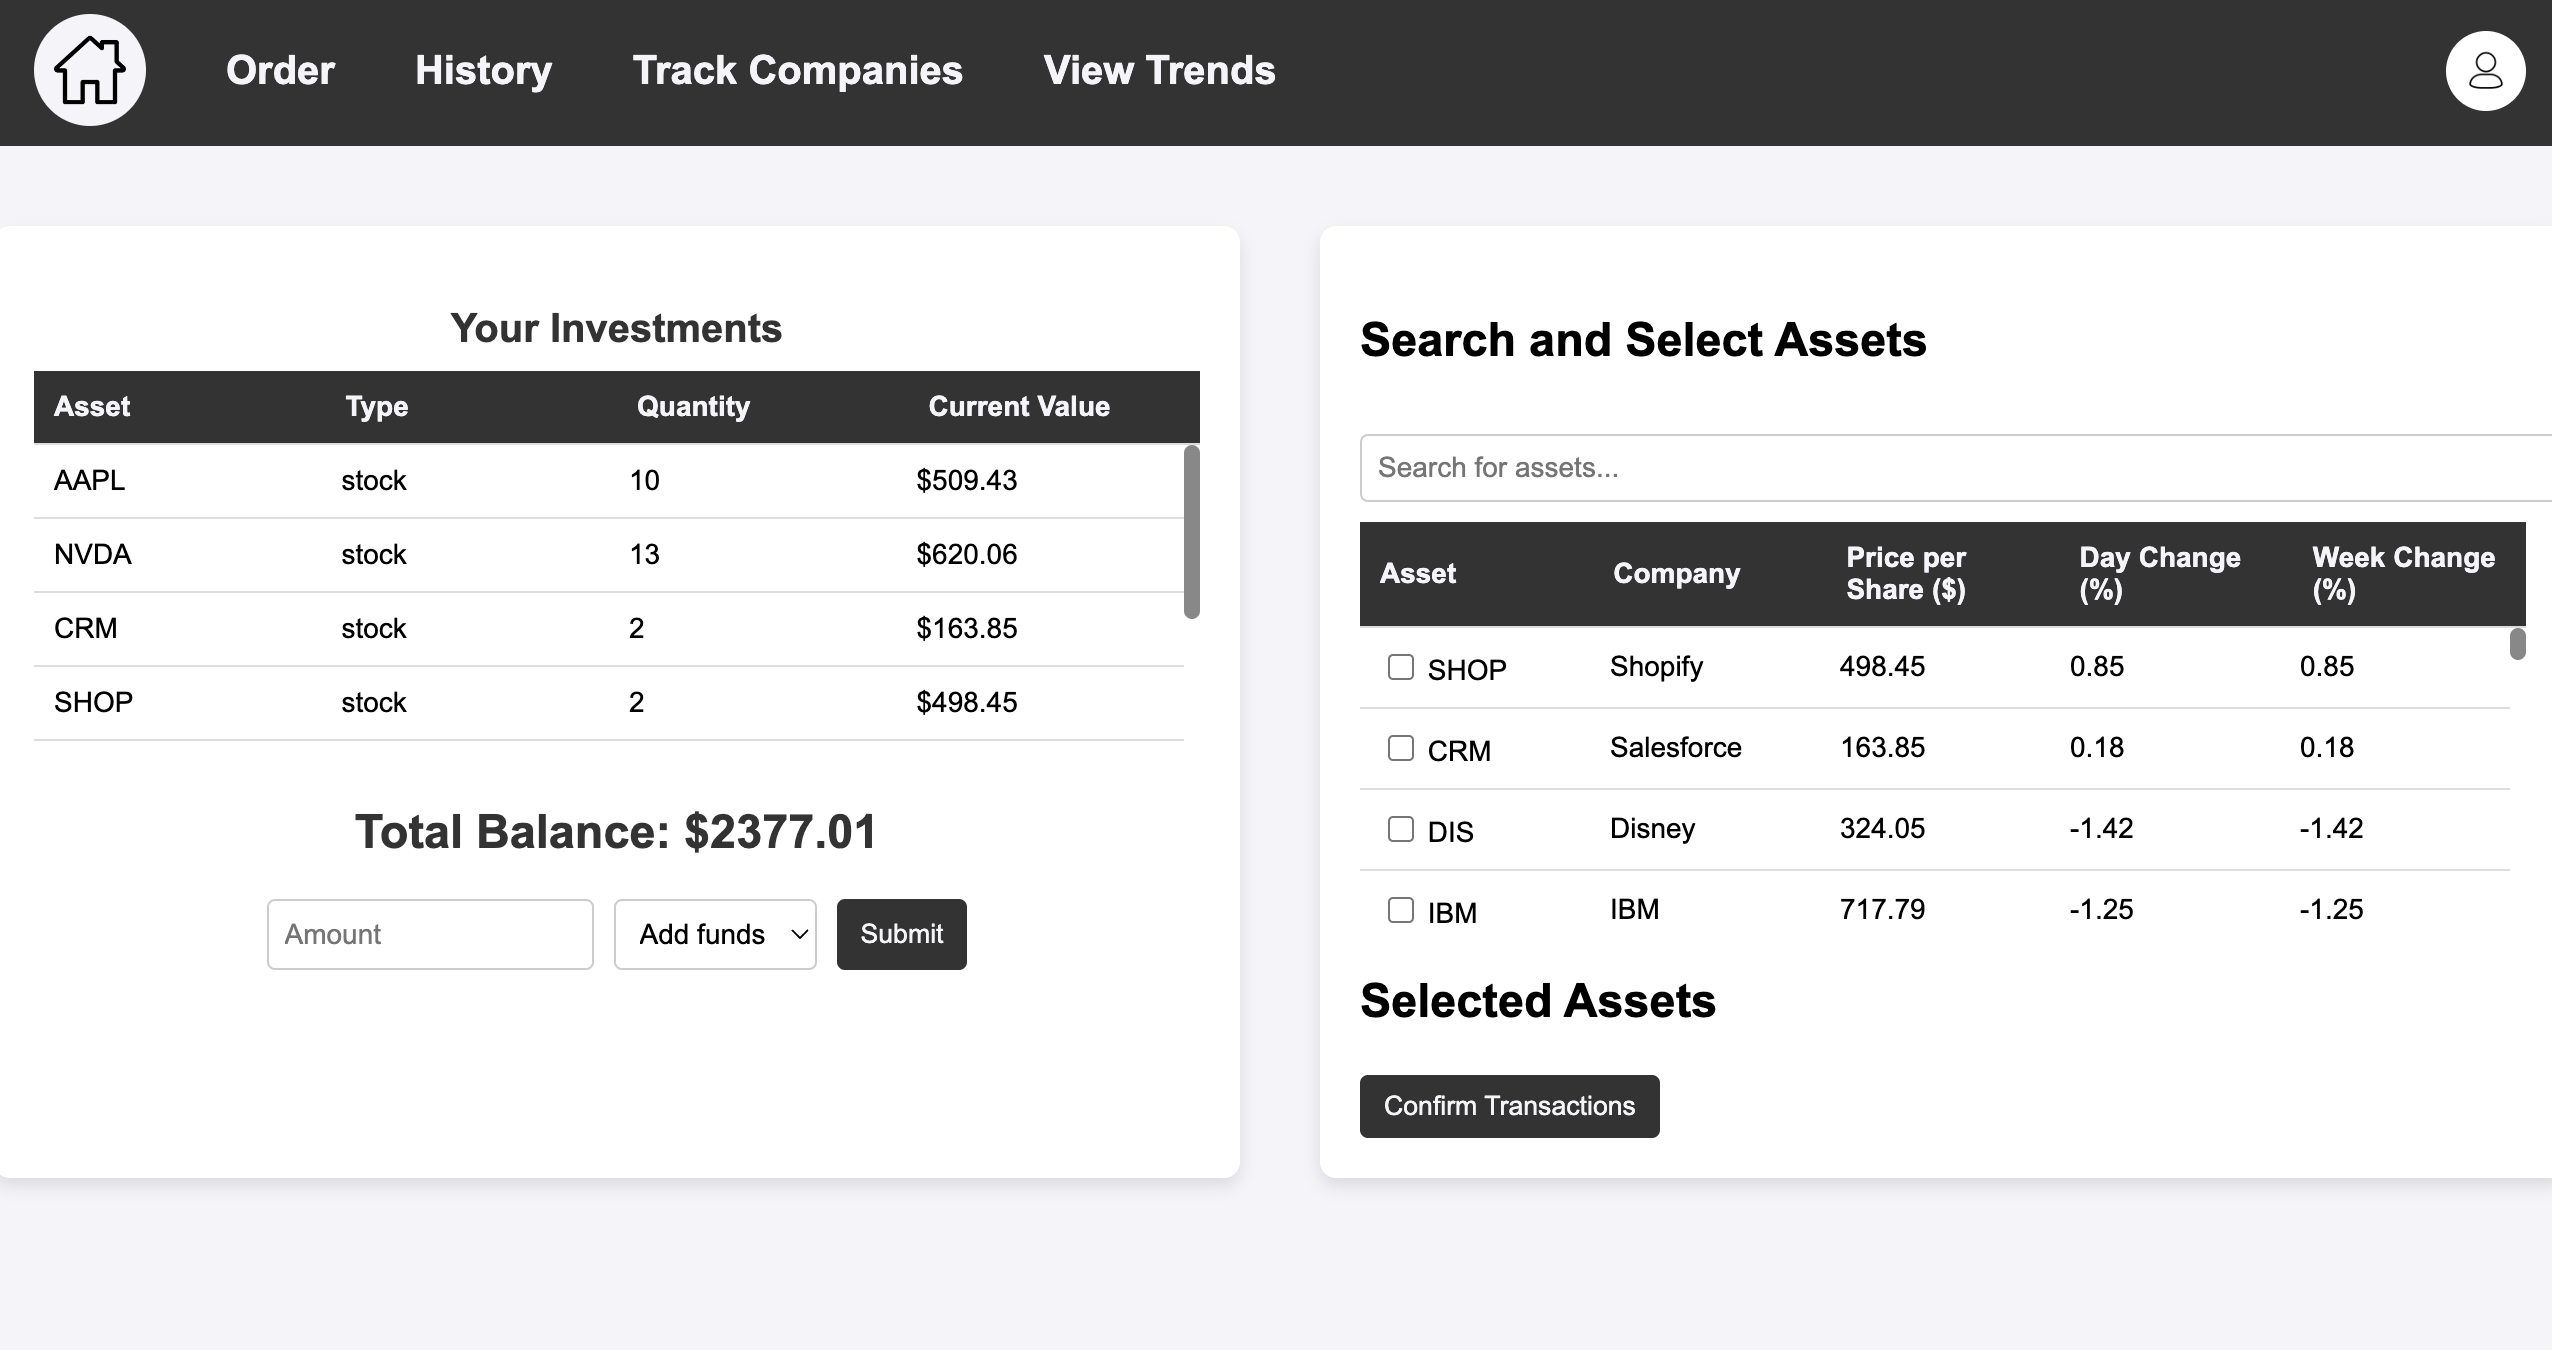 Order History Track Companies View Trends
Your Investments
Asset Type Quantity Current Value
AAPL stock 10 $509.43
NVDA stock 13 $620.06
CRM stock 2 $163.85
SHOP stock 2 $498.45
Total Balance: $2377.01
Amount Add funds Submit
Search and Select Assets
Search for assets...
Asset Company Price per Share ($) Day Change (%) Week Change (%)
SHOP Shopify 498.45 0.85 0.85
CRM Salesforce 163.85 0.18 0.18
DIS Disney 324.05 -1.42 -1.42
IBM IBM 717.79 -1.25 -1.25
Selected Assets
Confirm Transactions